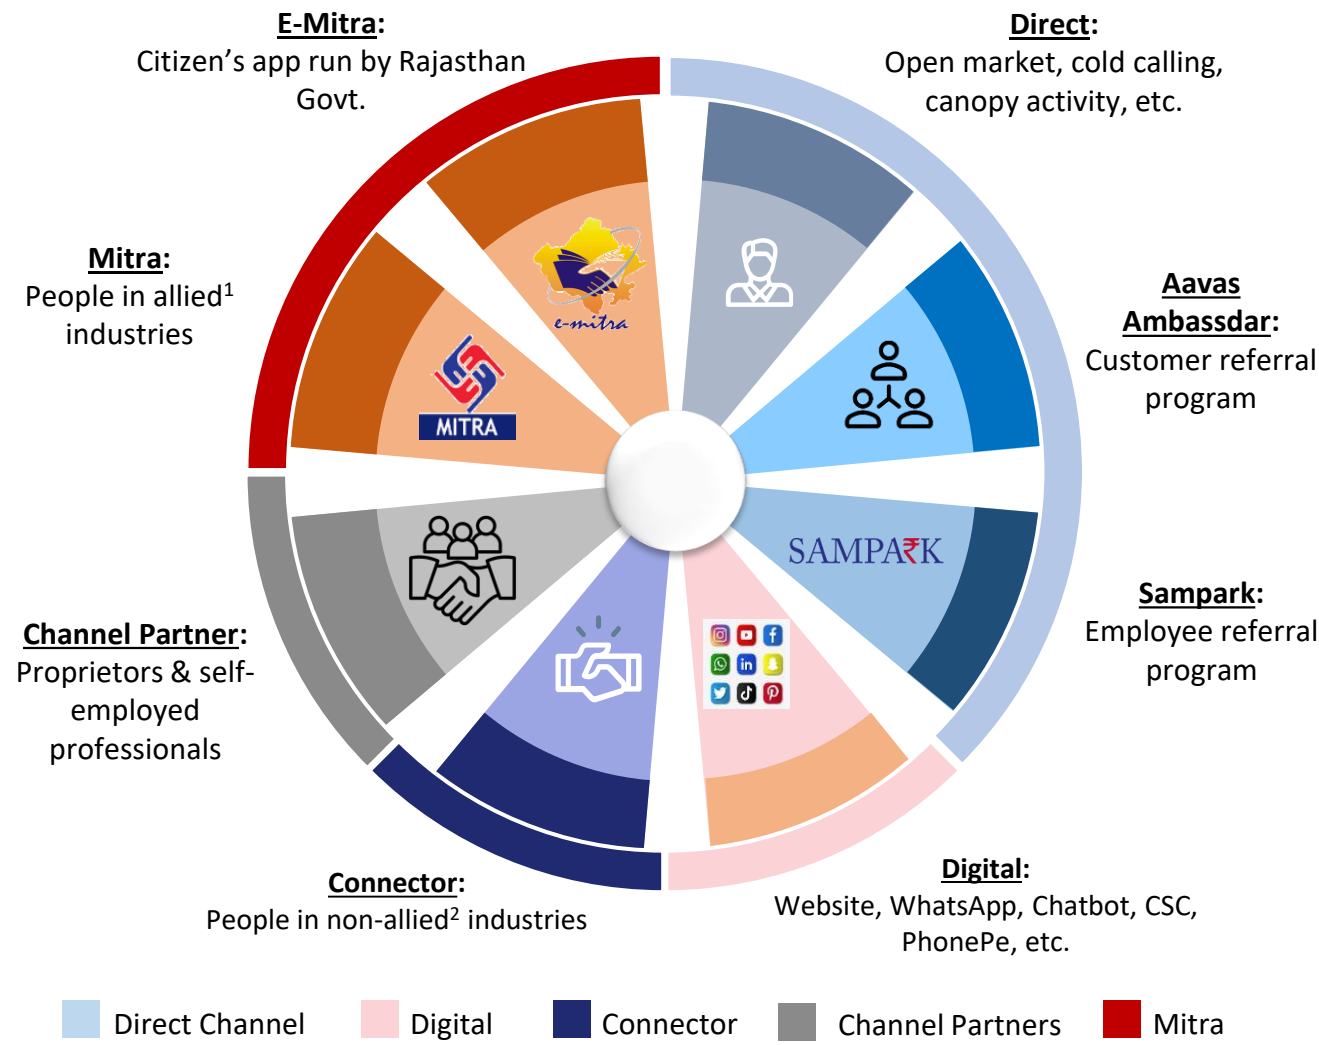 E-Mitra:
Citizen’s app run by Rajasthan
Govt.
Direct:
Open market, cold calling,
canopy activity, etc.
Mitra:
People in allied¹
industries
Aavas
Ambassdar:
Customer referral
program
e-mitra
MITRA
SAMPA₹K
Channel Partner:
Proprietors & self-
employed
professionals
Sampark:
Employee referral
program
in
Connector:
People in non-allied² industries
Digital:
Website, WhatsApp, Chatbot, CSC,
PhonePe, etc.
Direct Channel
Digital
Connector
Channel Partners
Mitra